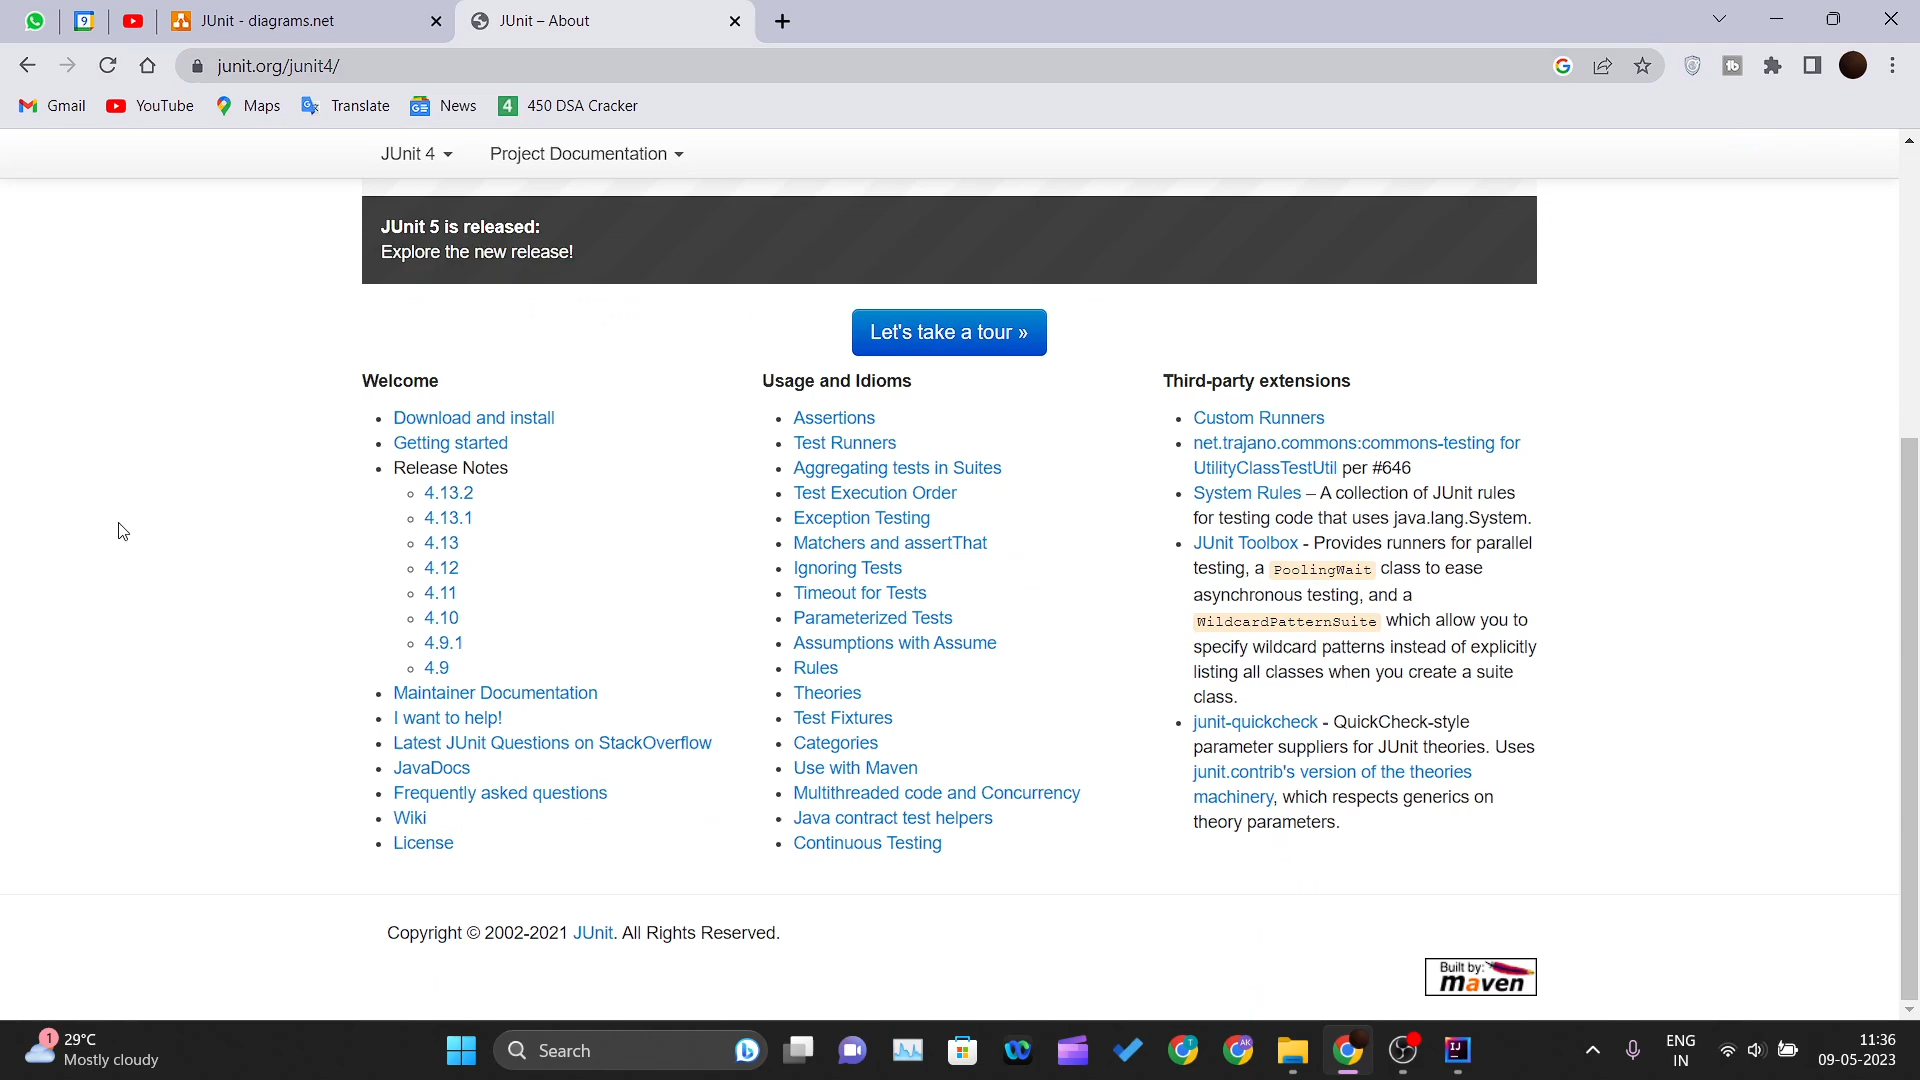 9
JUnit - diagrams.net
JUnit – About
junit.org/junit4/
Gmail
YouTube
Maps
Translate
News
4
450 DSA Cracker
JUnit 4
Project Documentation
JUnit 5 is released:
Explore the new release!
Let's take a tour »
Welcome
Download and install
Getting started
Release Notes
4.13.2
4.13.1
4.13
4.12
4.11
4.10
4.9.1
4.9
Maintainer Documentation
I want to help!
Latest JUnit Questions on StackOverflow
JavaDocs
Frequently asked questions
Wiki
License
Usage and Idioms
Assertions
Test Runners
Aggregating tests in Suites
Test Execution Order
Exception Testing
Matchers and assertThat
Ignoring Tests
Timeout for Tests
Parameterized Tests
Assumptions with Assume
Rules
Theories
Test Fixtures
Categories
Use with Maven
Multithreaded code and Concurrency
Java contract test helpers
Continuous Testing
Third-party extensions
Custom Runners
net.trajano.commons:commons-testing for
UtilityClassTestUtil per #646
System Rules – A collection of JUnit rules
for testing code that uses java.lang.System.
JUnit Toolbox - Provides runners for parallel
testing, a PoolingWait class to ease
asynchronous testing, and a
WildcardPatternSuite which allow you to
specify wildcard patterns instead of explicitly
listing all classes when you create a suite
class.
junit-quickcheck - QuickCheck-style
parameter suppliers for JUnit theories. Uses
junit.contrib's version of the theories
machinery, which respects generics on
theory parameters.
Copyright © 2002-2021 JUnit. All Rights Reserved.
Built by:
maven
1
29°C
Mostly cloudy
Search
AK
IJ
ENG
IN
11:36
09-05-2023